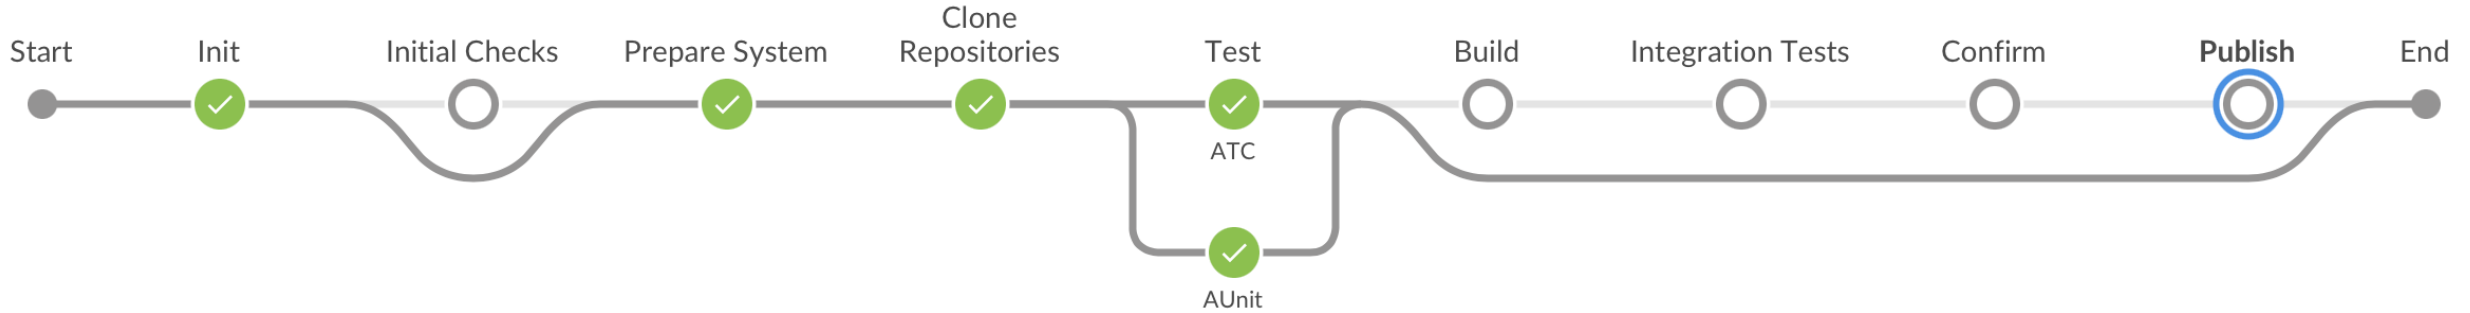 Start
Init
Initial Checks
Prepare System
Clone
Repositories
Test
Build
Integration Tests
Confirm
Publish
End
ATC
AUnit